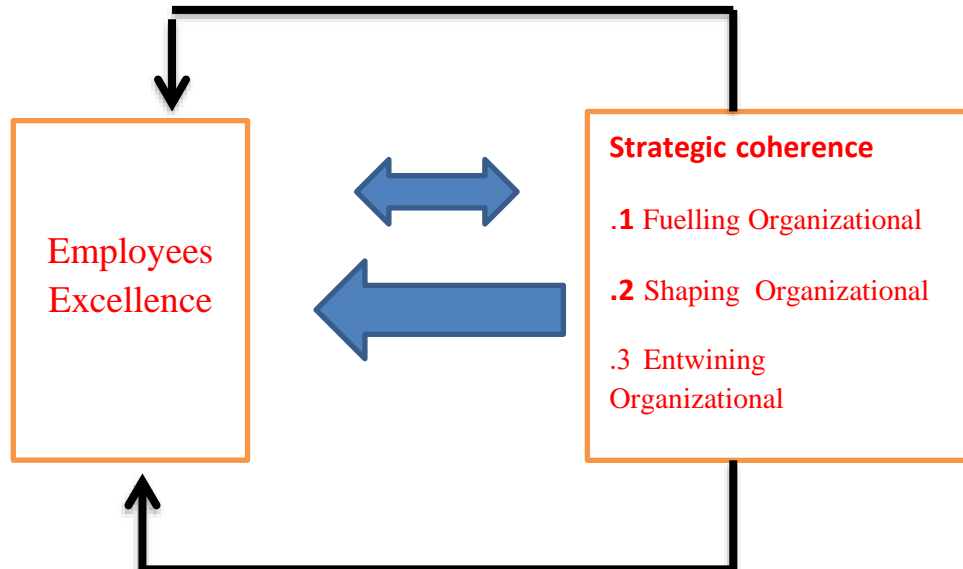 Employees
Excellence
Strategic coherence
.1 Fuelling Organizational
.2 Shaping Organizational
.3 Entwining
Organizational